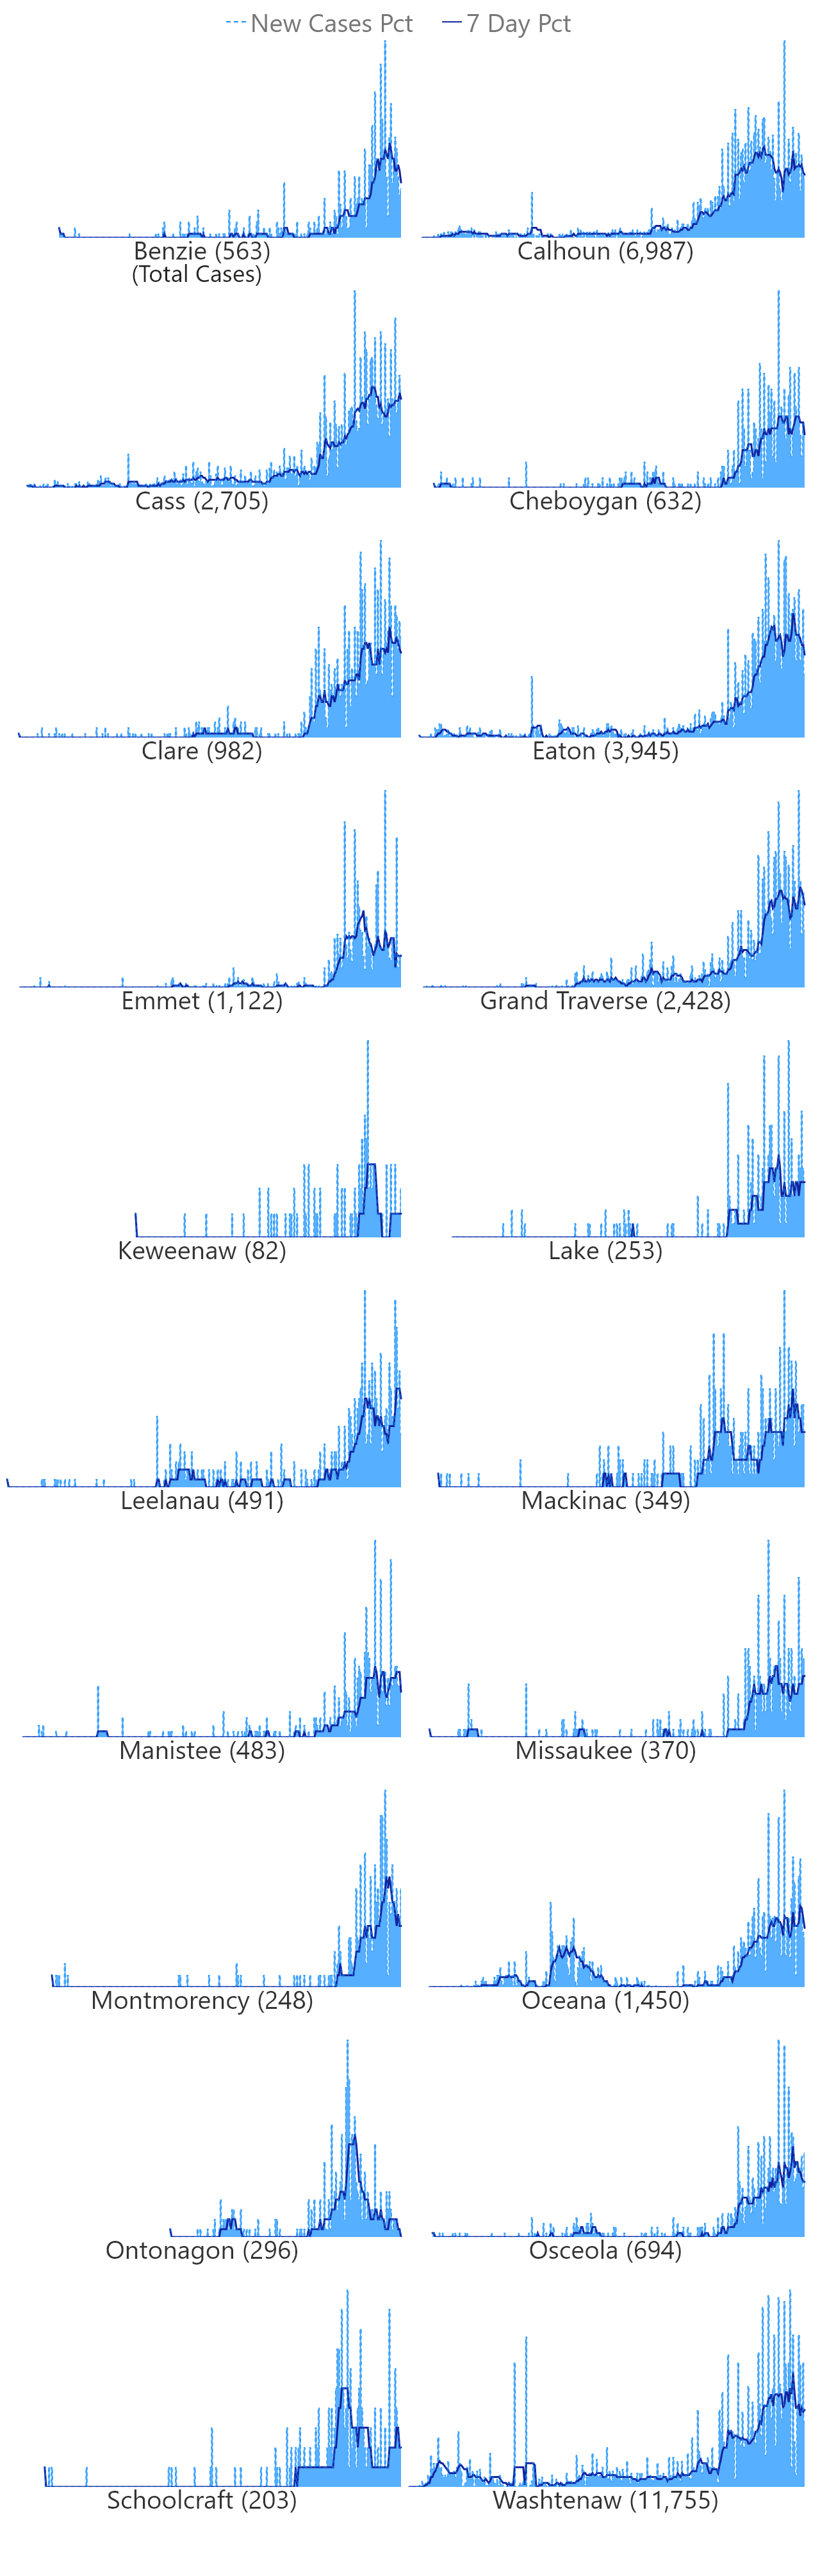 New Cases Pct 7 Day Pct
Benzie (563) Calhoun (6,987)
(Total Cases)
Cass (2,705) Cheboygan (632)
Clare (982) Eaton (3,945)
Emmet (1,122) Grand Traverse (2,428)
Keweenaw (82) Lake (253)
Leelanau (491) Mackinac (349)
Manistee (483) Missaukee (370)
Montmorency (248) Oceana (1,450)
Ontonagon (296) Osceola (694)
Schoolcraft (203) Washtenaw (11,755)